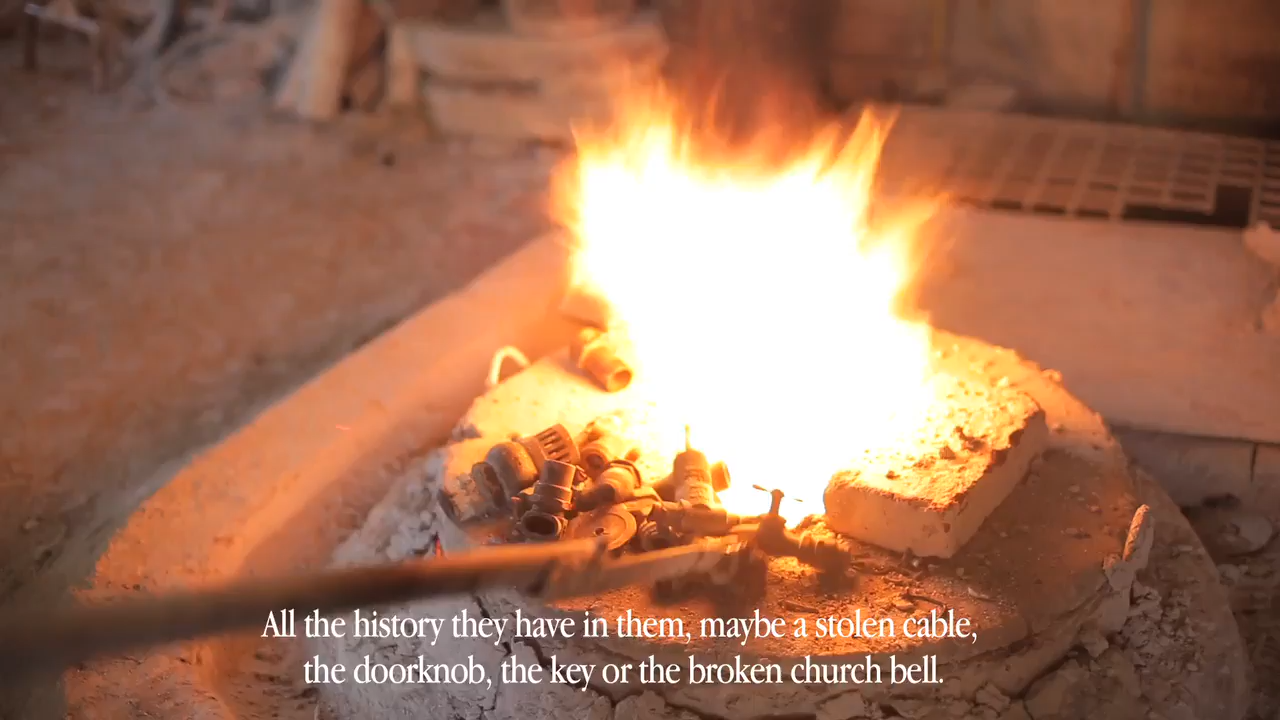 All the history they have in them, maybe a stolen cable,
the doorknob, the key or the broken church bell.